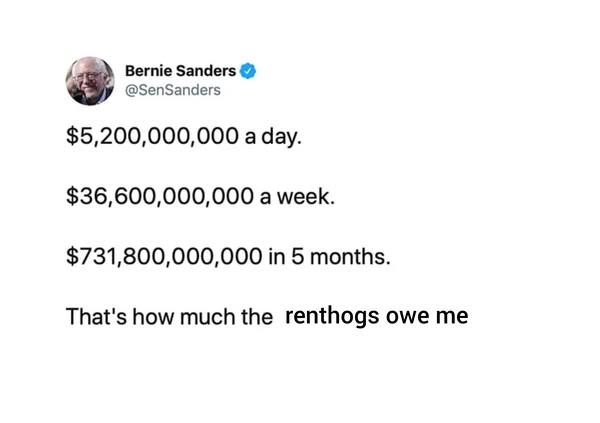 Bernie Sanders
@SenSanders
$5,200,000,000 a day.
$36,600,000,000 a week.
$731,800,000,000 in 5 months.
That's how much the renthogs owe me